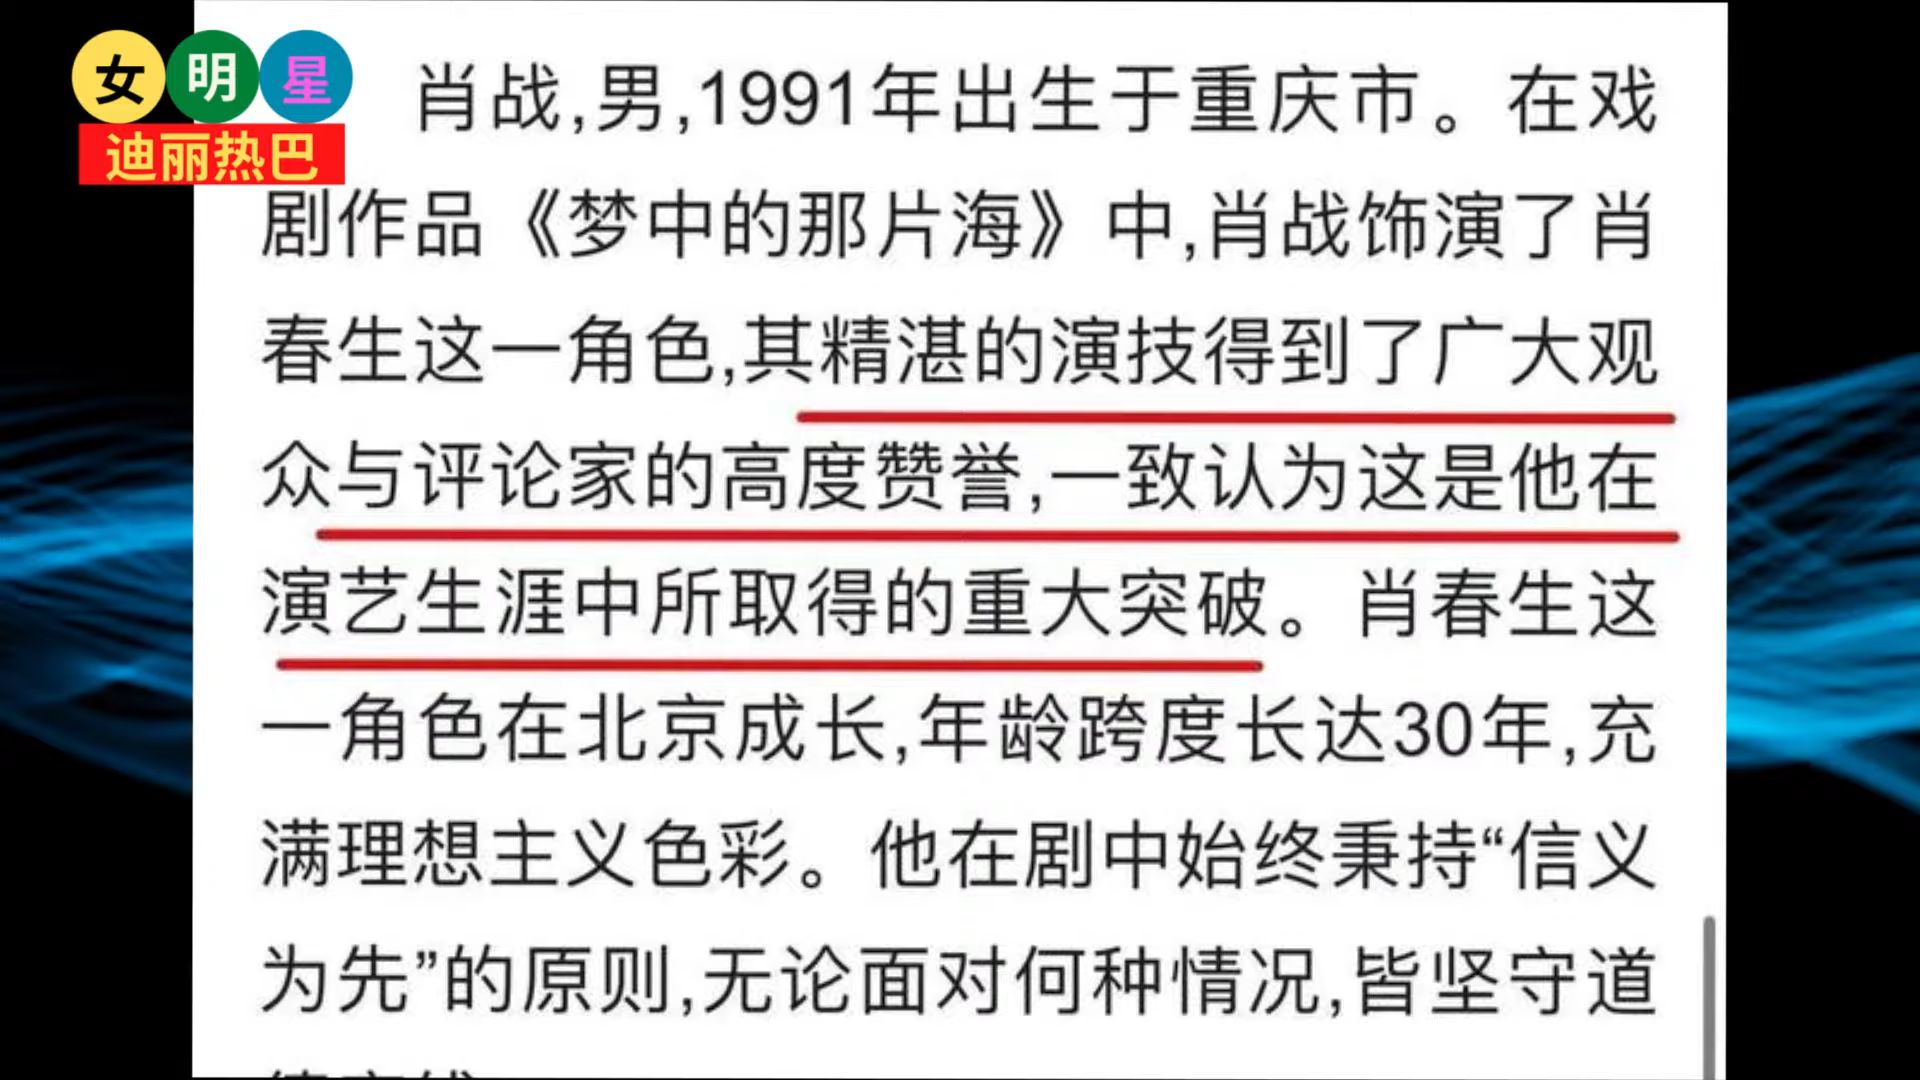 女明星
迪丽热巴
肖战,男,1991年出生于重庆市。在戏
剧作品《梦中的那片海》中,肖战饰演了肖
春生这一角色,其精湛的演技得到了广大观
众与评论家的高度赞誉,一致认为这是他在
演艺生涯中所取得的重大突破。肖春生这
一角色在北京成长,年龄跨度长达30年,充
满理想主义色彩。他在剧中始终秉持“信义
为先”的原则,无论面对何种情况,皆坚守道